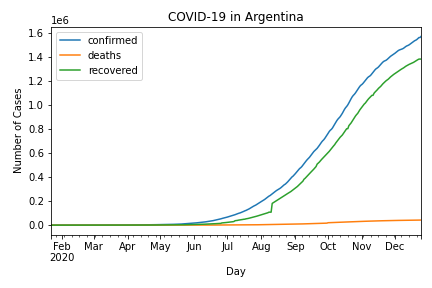 COVID-19 in Argentina
1e6
confirmed
deaths
recovered
1.6
1.4
1.2
1.0
0.8
0.6
0.4
0.2
0.0
Number of Cases
Feb Mar Apr May Jun Jul Aug Sep Oct Nov Dec
2020
Day